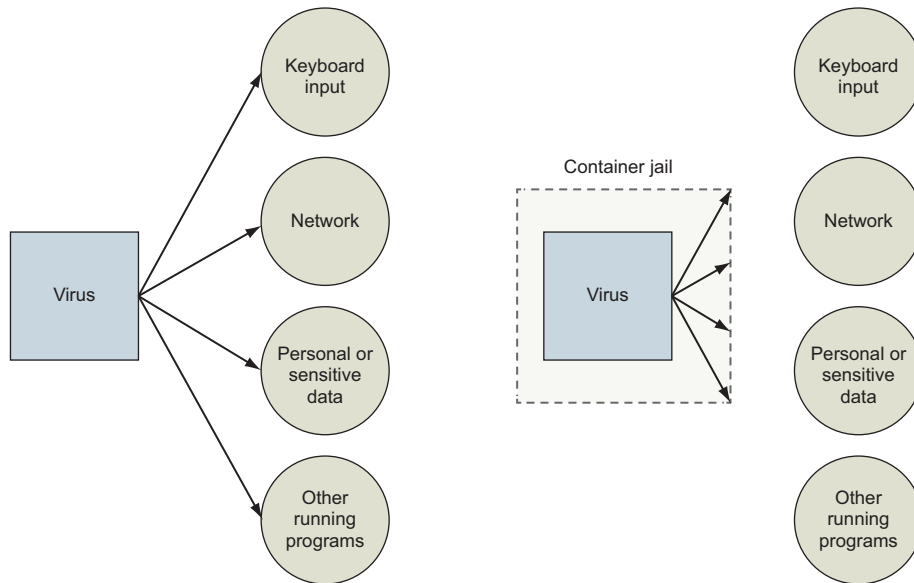 Keyboard
input
Network
Virus
Personal or
sensitive
data
Other
running
programs
Container jail
Virus
Keyboard
input
Network
Personal or
sensitive
data
Other
running
programs